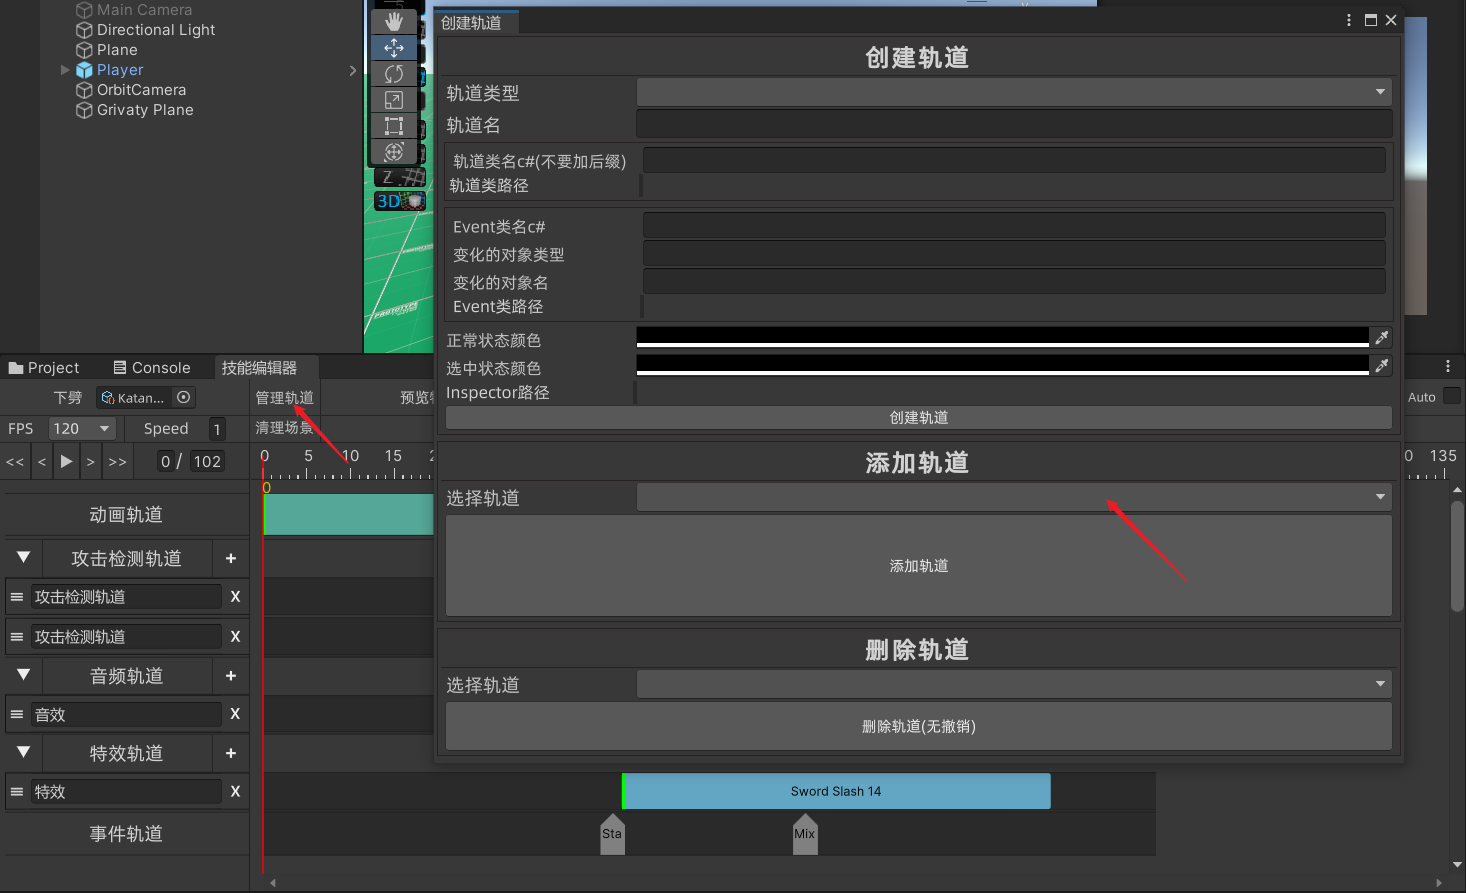 Main Camera
Directional Light
Plane
Player
OrbitCamera
Grivaty Plane
Z
3D
创建轨道
创建轨道
轨道类型
轨道名
轨道类名c#(不要加后缀)
轨道类路径
Event类名c#
变化的对象类型
变化的对象名
Event类路径
正常状态颜色
选中状态颜色
Inspector路径
创建轨道
添加轨道
选择轨道
添加轨道
删除轨道
选择轨道
删除轨道(无撤销)
Project
Console
技能编辑器
下劈
Katan...
管理轨道
Auto
FPS
120
Speed
1
清理场景
<<
<
>
>>
0 / 102
0 5 10 15
0 135
0
动画轨道
攻击检测轨道 +
攻击检测轨道 X
攻击检测轨道 X
音频轨道 +
音效 X
特效轨道 +
特效 X
Sword Slash 14
事件轨道
Sta
Mix